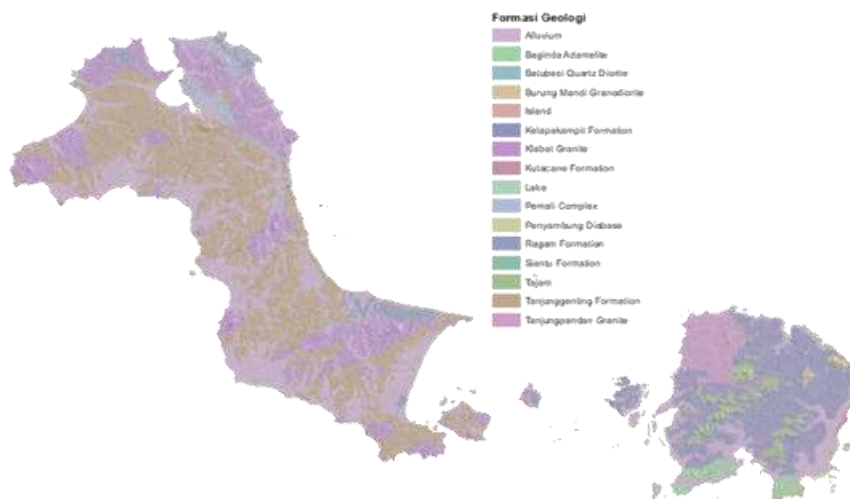 Formasi Geologi
Alluvium
Baginda Adamelite
Batubesi Quartz Diorite
Burung Mandi Granodiorite
Island
Kelapakampit Formation
Klabat Granite
Kutacane Formation
Lake
Pemali Complex
Penyambung Diabase
Ragam Formation
Siantu Formation
Tajam
Tanjunggenting Formation
Tanjungpandan Granite